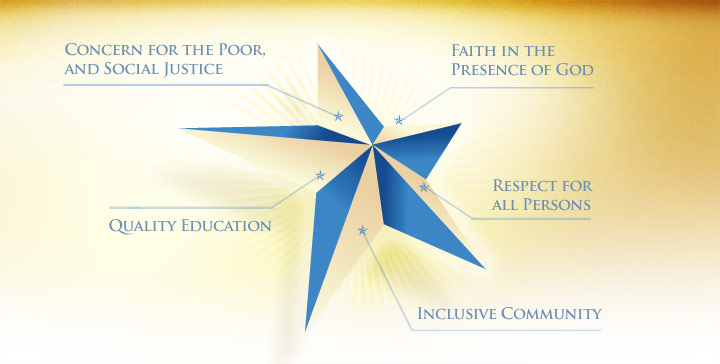 Concern for the Poor,
and Social Justice
Faith in the
Presence of God
Respect for
all Persons
Quality Education
Inclusive Community